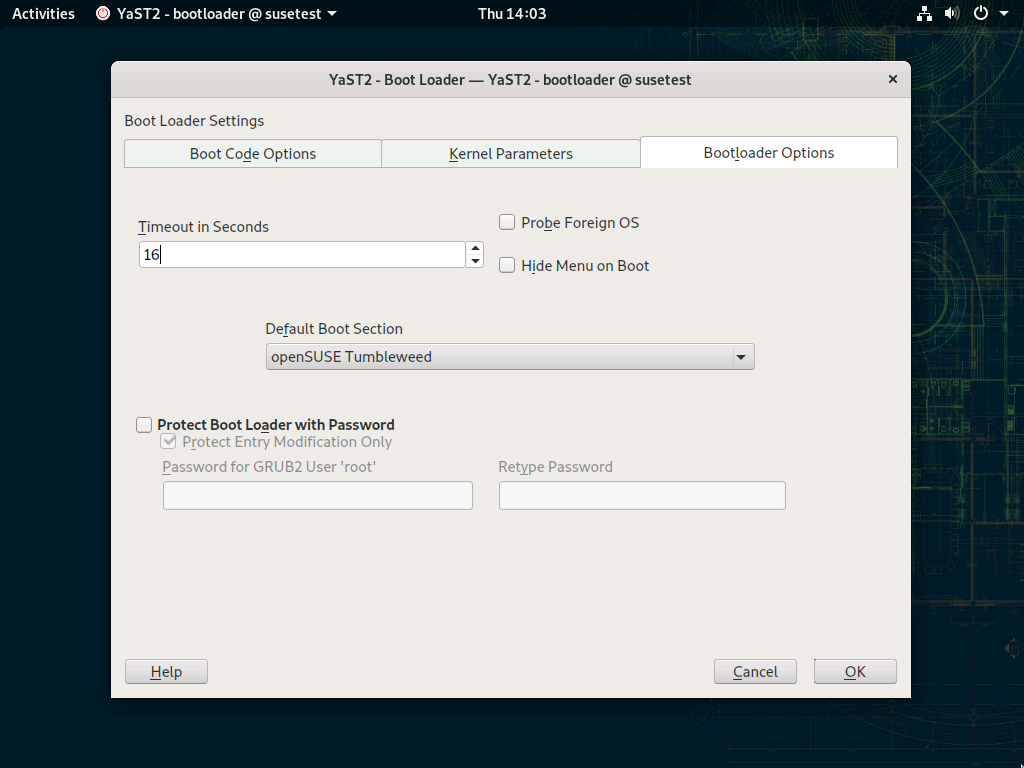 Activities YaST2 - bootloader @ susetest Thu 14:03
YaST2 - Boot Loader — YaST2 - bootloader @ susetest
Boot Loader Settings
Boot Code Options Kernel Parameters Bootloader Options
Timeout in Seconds
16
Probe Foreign OS
Hide Menu on Boot
Default Boot Section
openSUSE Tumbleweed
Protect Boot Loader with Password
Protect Entry Modification Only
Password for GRUB2 User 'root' Retype Password
Help Cancel OK